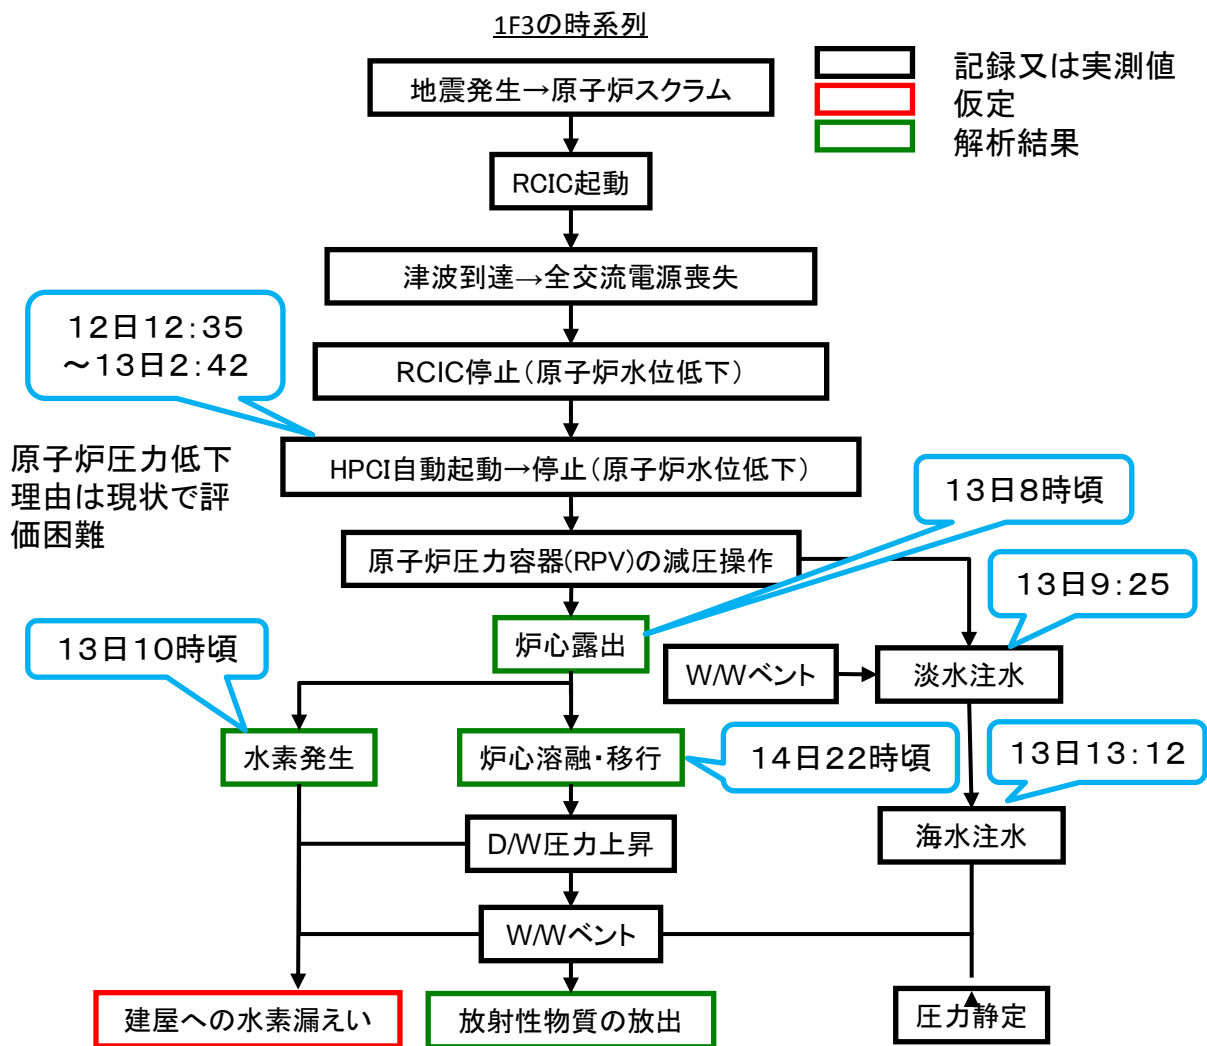 1F3の時系列
記録又は実測値
仮定
解析結果
地震発生→原子炉スクラム
RCIC起動
津波到達→全交流電源喪失
12日12:35
～13日2:42
RCIC停止(原子炉水位低下)
原子炉圧力低下
理由は現状で評
価困難
HPCI自動起動→停止(原子炉水位低下)
13日8時頃
原子炉圧力容器(RPV)の減圧操作
13日9:25
炉心露出
13日10時頃
W/Wベント
淡水注水
水素発生
炉心溶融・移行
14日22時頃
13日13:12
D/W圧力上昇
海水注水
W/Wベント
建屋への水素漏えい
放射性物質の放出
圧力静定